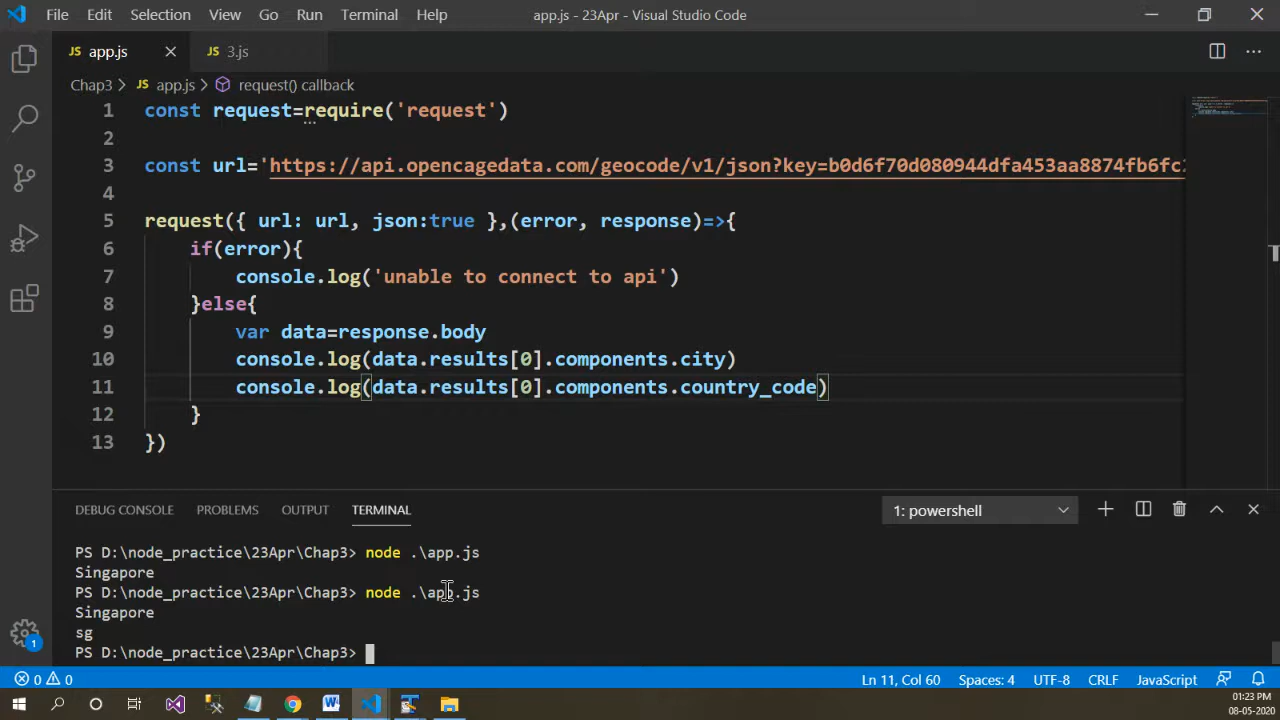 File Edit Selection View Go Run Terminal Help app.js - 23Apr - Visual Studio Code
JS app.js JS 3.js
Chap3 > JS app.js > request() callback
1 const request=require('request')
2
3 const url='https://api.opencagedata.com/geocode/v1/json?key=b0d6f70d080944dfa453aa8874fb6fc
4
5 request({ url: url, json:true },(error, response)=>{
6 if(error){
7 console.log('unable to connect to api')
8 }else{
9 var data=response.body
10 console.log(data.results[0].components.city)
11 console.log(data.results[0].components.country_code)
12 }
13 })
DEBUG CONSOLE PROBLEMS OUTPUT TERMINAL 1: powershell
PS D:\node_practice\23Apr\Chap3> node .\app.js
Singapore
PS D:\node_practice\23Apr\Chap3> node .\app.js
Singapore
sg
PS D:\node_practice\23Apr\Chap3>
1
0 0 Ln 11, Col 60 Spaces: 4 UTF-8 CRLF JavaScript
01:23 PM
08-05-2020